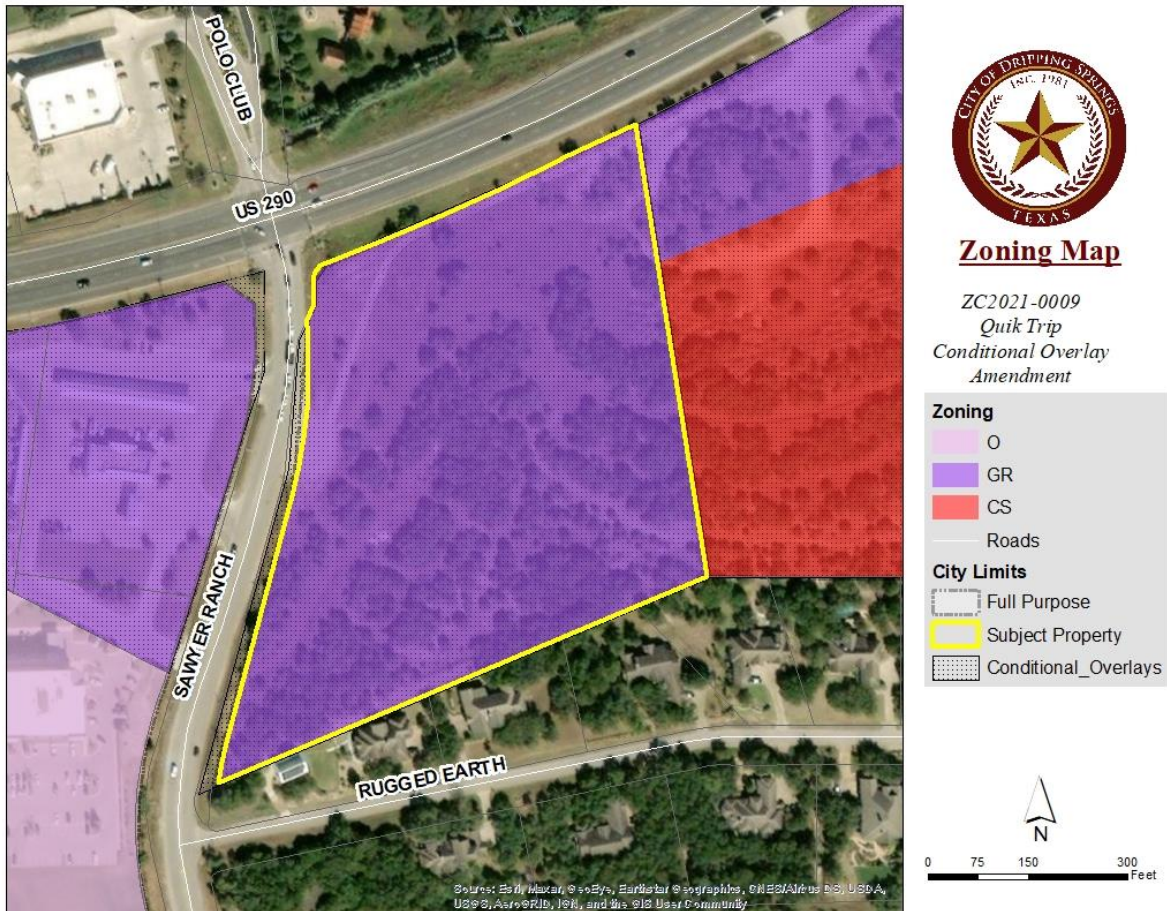 POLO CLUB
US 290
SAWYER RANCH
RUGGED EARTH
Source: Esri, Maxar, GeoEye, Earthstar Geographics, CNES/Airbus DS, USDA,
USGS, AeroGRID, IGN, and the GIS User Community
CITY OF DRIPPING SPRINGS
INC. 1981
TEXAS
Zoning Map
ZC2021-0009
Quik Trip
Conditional Overlay
Amendment
Zoning
O
GR
CS
Roads
City Limits
Full Purpose
Subject Property
Conditional_Overlays
N
0 75 150 300
Feet